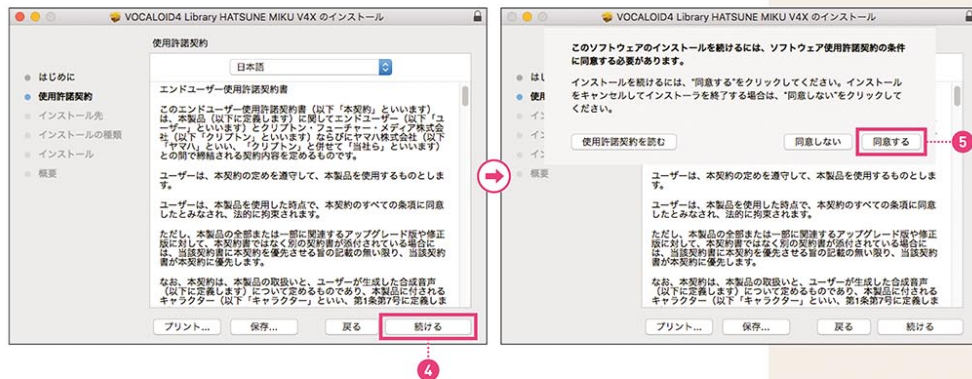 VOCALOID4 Library HATSUNE MIKU V4X のインストール
使用許諾契約
日本語
はじめに
使用許諾契約
インストール先
インストールの種類
インストール
概要
エンドユーザー使用許諾契約書
このエンドユーザー使用許諾契約書（以下「本契約」といいます）
は、本製品（以下に定義します）に関してエンドユーザー（以下「ユ
ーザー」といいます）とクリプトン・フューチャー・メディア株式会
社（以下「クリプトン」といいます）ならびにヤマハ株式会社（以下
「ヤマハ」といい、「クリプトン」と併せて「当社ら」といいます）
との間で締結される契約内容を定めるものです。
ユーザーは、本契約の定めを遵守して、本製品を使用するものとしま
す。
ユーザーは、本製品を使用した時点で、本契約のすべての条項に同意
したとみなされ、法的に拘束されます。
ただし、本製品の全部または一部に関連するアップグレード版や修正
版に対して、本契約書ではなく別の契約書が添付されている場合に
は、当該契約書に本契約を優先させる旨の記載の無い限り、当該契約
書が本契約に優先します。
なお、本契約は、本製品の取扱いと、ユーザーが生成した合成音声
（以下に定義します）について定めるものであり、本製品に付される
キャラクター（以下「キャラクター」といい、第1条第7号に定義しま
プリント...
保存...
戻る
続ける
4
VOCALOID4 Library HATSUNE MIKU V4X のインストール
このソフトウェアのインストールを続けるには、ソフトウェア使用許諾契約の条件
に同意する必要があります。
インストールを続けるには、"同意する"をクリックしてください。インストール
をキャンセルしてインストーラを終了する場合は、"同意しない"をクリックして
ください。
使用許諾契約を読む
同意しない
同意する
5
概要
ユーザーは、本契約の定めを遵守して、本製品を使用するものとしま
す。
ユーザーは、本製品を使用した時点で、本契約のすべての条項に同意
したとみなされ、法的に拘束されます。
ただし、本製品の全部または一部に関連するアップグレード版や修正
版に対して、本契約書ではなく別の契約書が添付されている場合に
は、当該契約書に本契約を優先させる旨の記載の無い限り、当該契約
書が本契約に優先します。
なお、本契約は、本製品の取扱いと、ユーザーが生成した合成音声
（以下に定義します）について定めるものであり、本製品に付される
キャラクター（以下「キャラクター」といい、第1条第7号に定義しま
プリント...
保存...
戻る
続ける